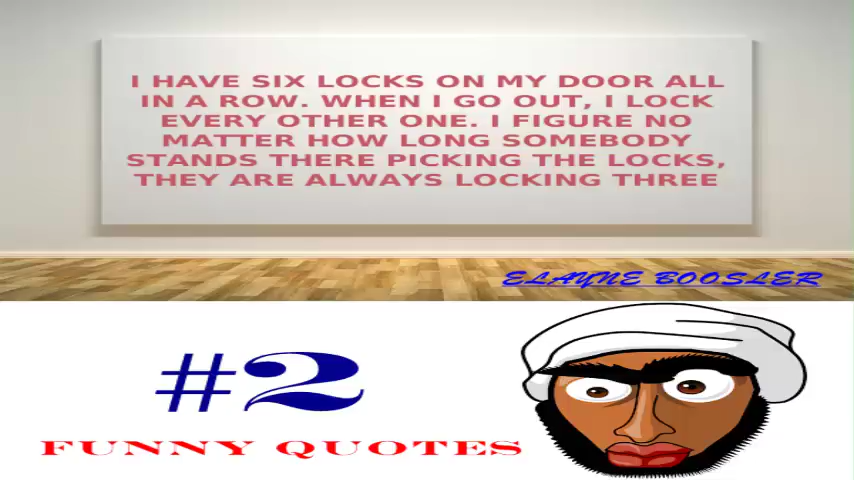 I HAVE SIX LOCKS ON MY DOOR ALL
IN A ROW. WHEN I GO OUT, I LOCK
EVERY OTHER ONE. I FIGURE NO
MATTER HOW LONG SOMEBODY
STANDS THERE PICKING THE LOCKS,
THEY ARE ALWAYS LOCKING THREE
ELAYNE BOOSLER
#2
FUNNY QUOTES